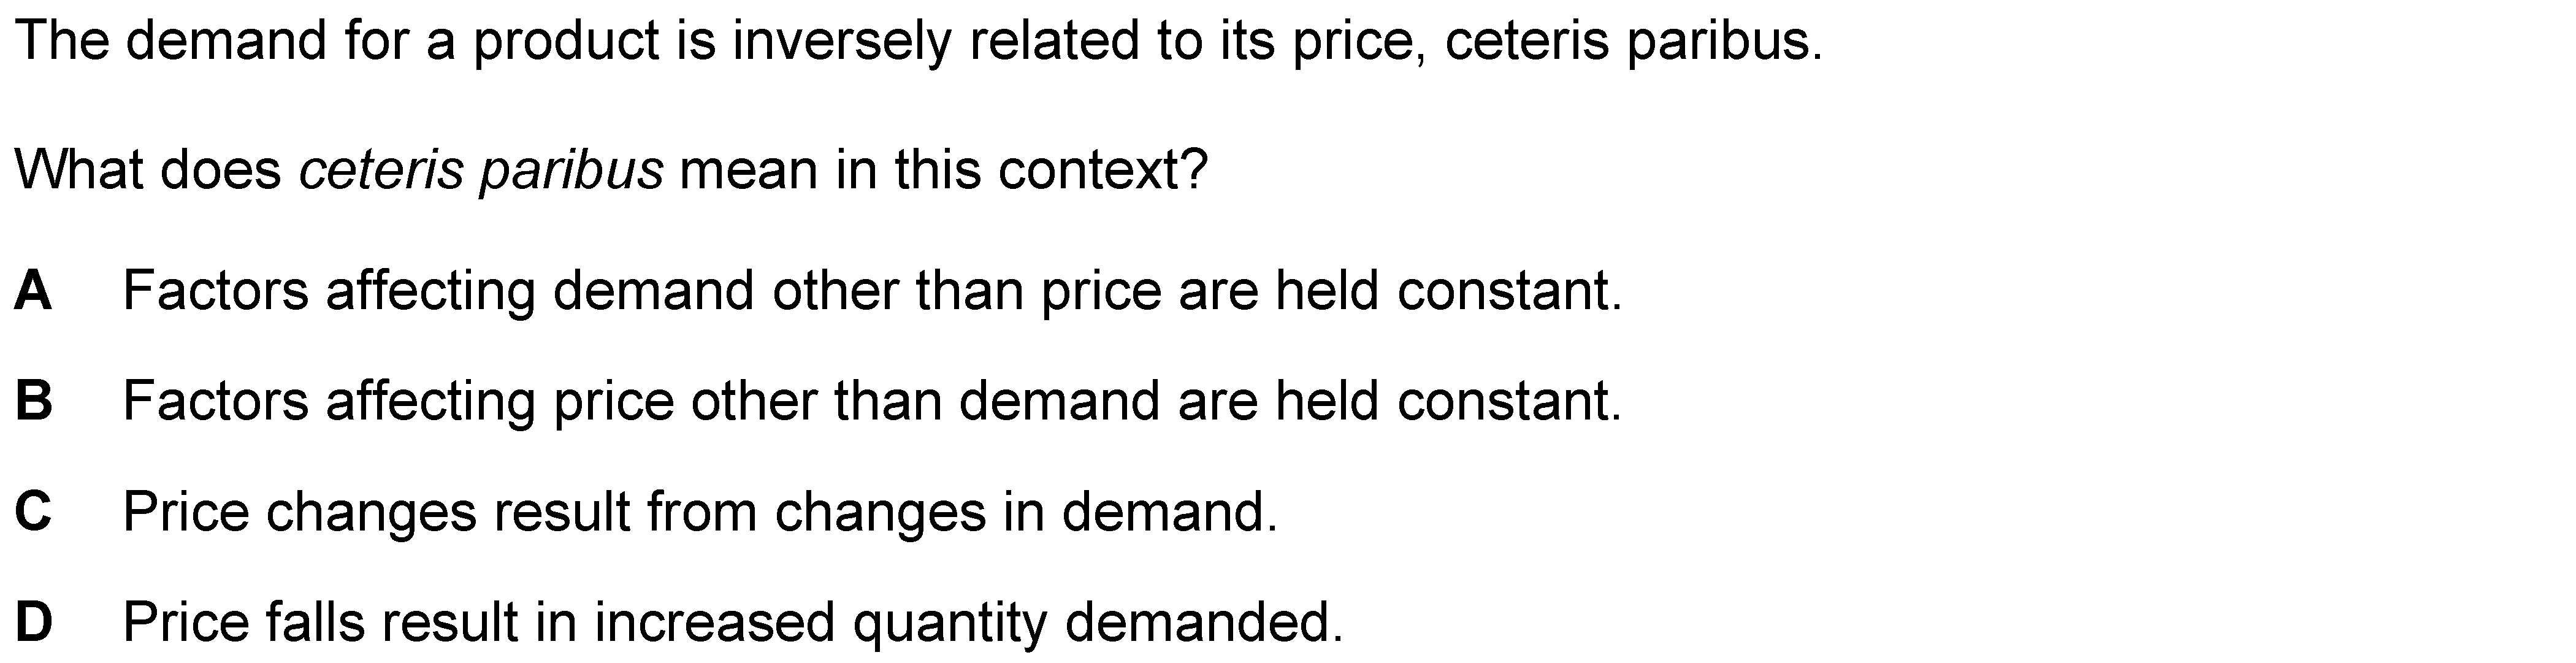 The demand for a product is inversely related to its price, ceteris paribus.
What does ceteris paribus mean in this context?
A Factors affecting demand other than price are held constant.
B Factors affecting price other than demand are held constant.
C Price changes result from changes in demand.
D Price falls result in increased quantity demanded.